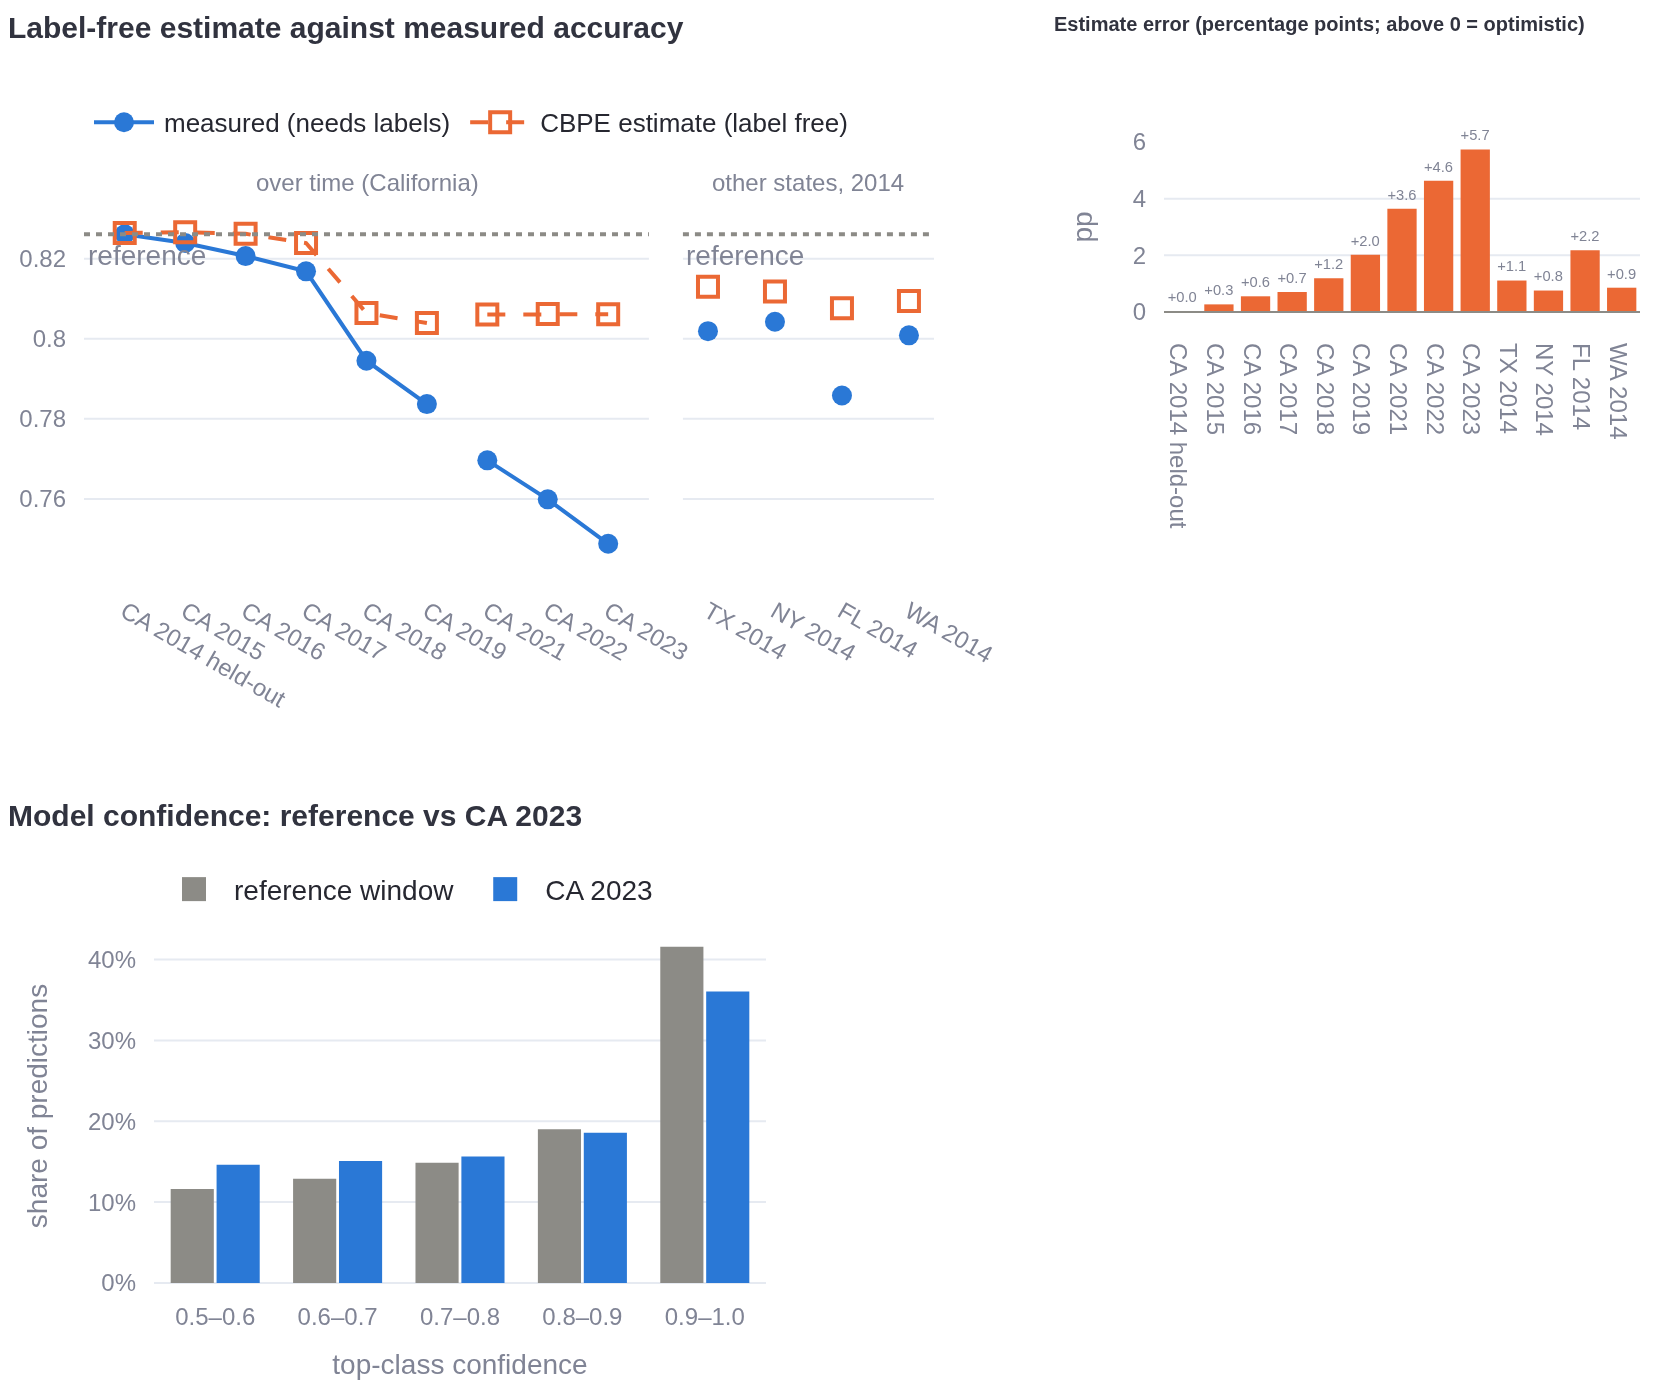 Label-free estimate against measured accuracy
measured (needs labels)
CBPE estimate (label free)
over time (California)
other states, 2014
reference
reference
0.82
0.8
0.78
0.76
CA 2014 held-out
CA 2015
CA 2016
CA 2017
CA 2018
CA 2019
CA 2021
CA 2022
CA 2023
TX 2014
NY 2014
FL 2014
WA 2014
Estimate error (percentage points; above 0 = optimistic)
pp
6
4
2
0
+0.0
+0.3
+0.6
+0.7
+1.2
+2.0
+3.6
+4.6
+5.7
+1.1
+0.8
+2.2
+0.9
CA 2014 held-out
CA 2015
CA 2016
CA 2017
CA 2018
CA 2019
CA 2021
CA 2022
CA 2023
TX 2014
NY 2014
FL 2014
WA 2014
Model confidence: reference vs CA 2023
reference window
CA 2023
share of predictions
40%
30%
20%
10%
0%
0.5–0.6
0.6–0.7
0.7–0.8
0.8–0.9
0.9–1.0
top-class confidence